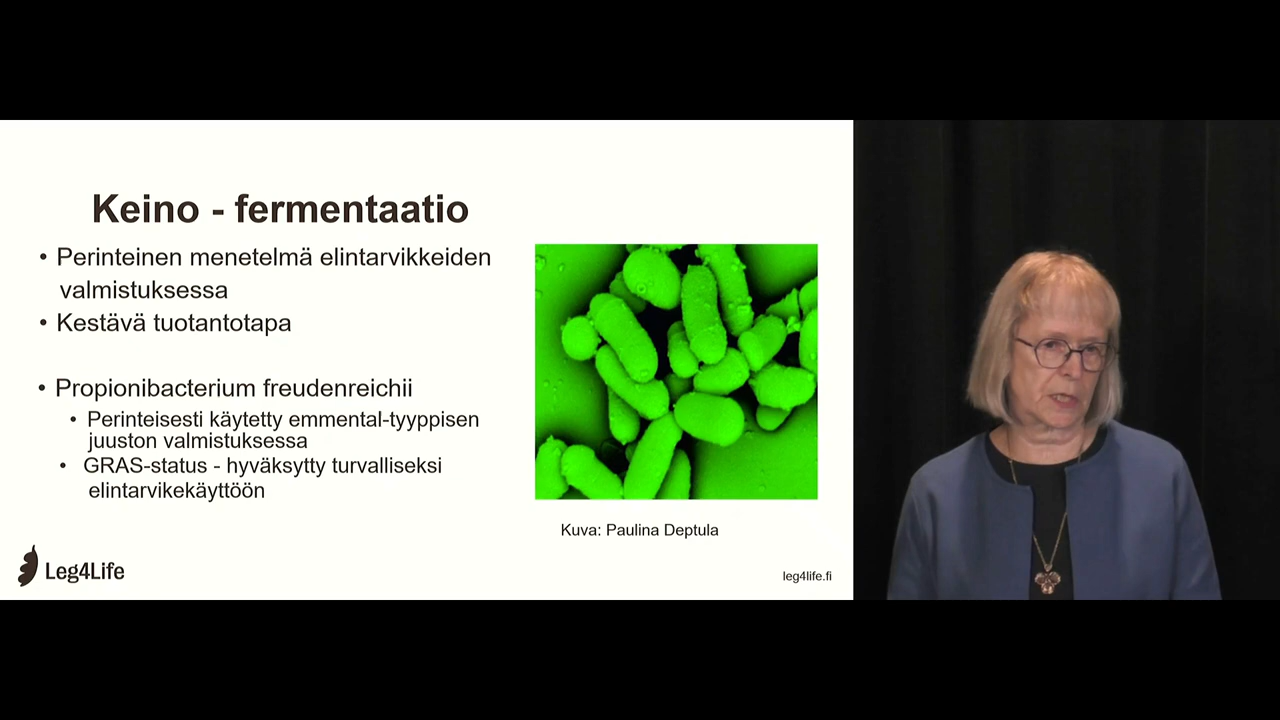 Keino - fermentaatio
• Perinteinen menetelmä elintarvikkeiden
valmistuksessa
• Kestävä tuotantotapa
• Propionibacterium freudenreichii
• Perinteisesti käytetty emmental-tyyppisen
juuston valmistuksessa
• GRAS-status - hyväksytty turvalliseksi
elintarvikekäyttöön
Kuva: Paulina Deptula
Leg4Life
leg4life.fi